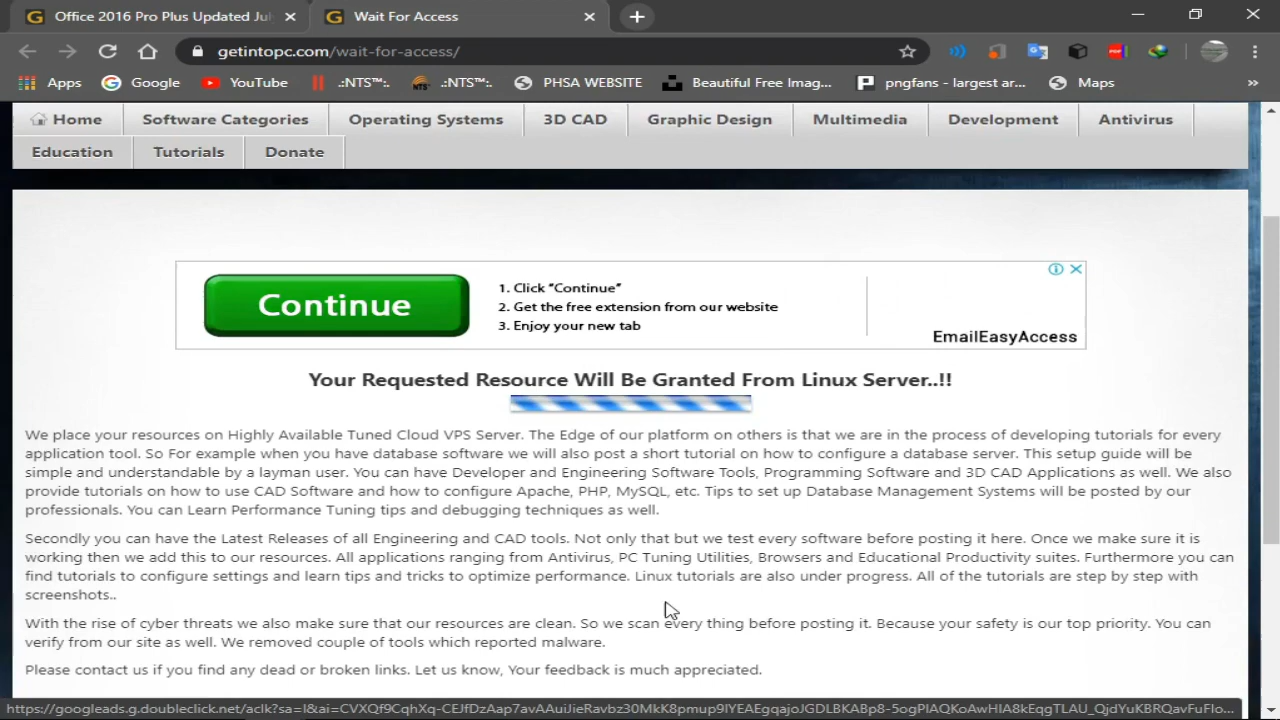 Office 2016 Pro Plus Updated Jul
Wait For Access
getintopc.com/wait-for-access/
Apps
Google
YouTube
.:NTS™:.
.:NTS™:.
PHSA WEBSITE
Beautiful Free Imag...
pngfans - largest ar...
Maps
Home
Software Categories
Operating Systems
3D CAD
Graphic Design
Multimedia
Development
Antivirus
Education
Tutorials
Donate
Continue
1. Click "Continue"
2. Get the free extension from our website
3. Enjoy your new tab
EmailEasyAccess
Your Requested Resource Will Be Granted From Linux Server..!!
We place your resources on Highly Available Tuned Cloud VPS Server. The Edge of our platform on others is that we are in the process of developing tutorials for every
application tool. So For example when you have database software we will also post a short tutorial on how to configure a database server. This setup guide will be
simple and understandable by a layman user. You can have Developer and Engineering Software Tools, Programming Software and 3D CAD Applications as well. We also
provide tutorials on how to use CAD Software and how to configure Apache, PHP, MySQL, etc. Tips to set up Database Management Systems will be posted by our
professionals. You can Learn Performance Tuning tips and debugging techniques as well.
Secondly you can have the Latest Releases of all Engineering and CAD tools. Not only that but we test every software before posting it here. Once we make sure it is
working then we add this to our resources. All applications ranging from Antivirus, PC Tuning Utilities, Browsers and Educational Productivity suites. Furthermore you can
find tutorials to configure settings and learn tips and tricks to optimize performance. Linux tutorials are also under progress. All of the tutorials are step by step with
screenshots..
With the rise of cyber threats we also make sure that our resources are clean. So we scan every thing before posting it. Because your safety is our top priority. You can
verify from our site as well. We removed couple of tools which reported malware.
Please contact us if you find any dead or broken links. Let us know, Your feedback is much appreciated.